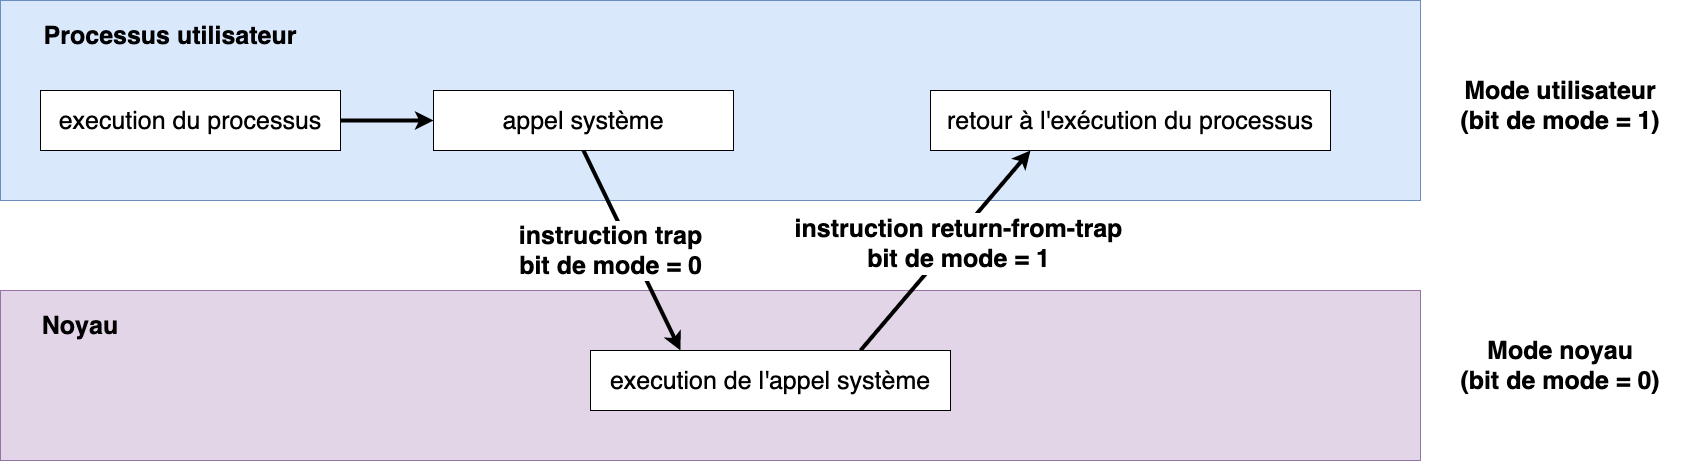 Processus utilisateur
execution du processus
appel système
retour à l'exécution du processus
Mode utilisateur
(bit de mode = 1)
instruction trap
bit de mode = 0
instruction return-from-trap
bit de mode = 1
Noyau
execution de l'appel système
Mode noyau
(bit de mode = 0)